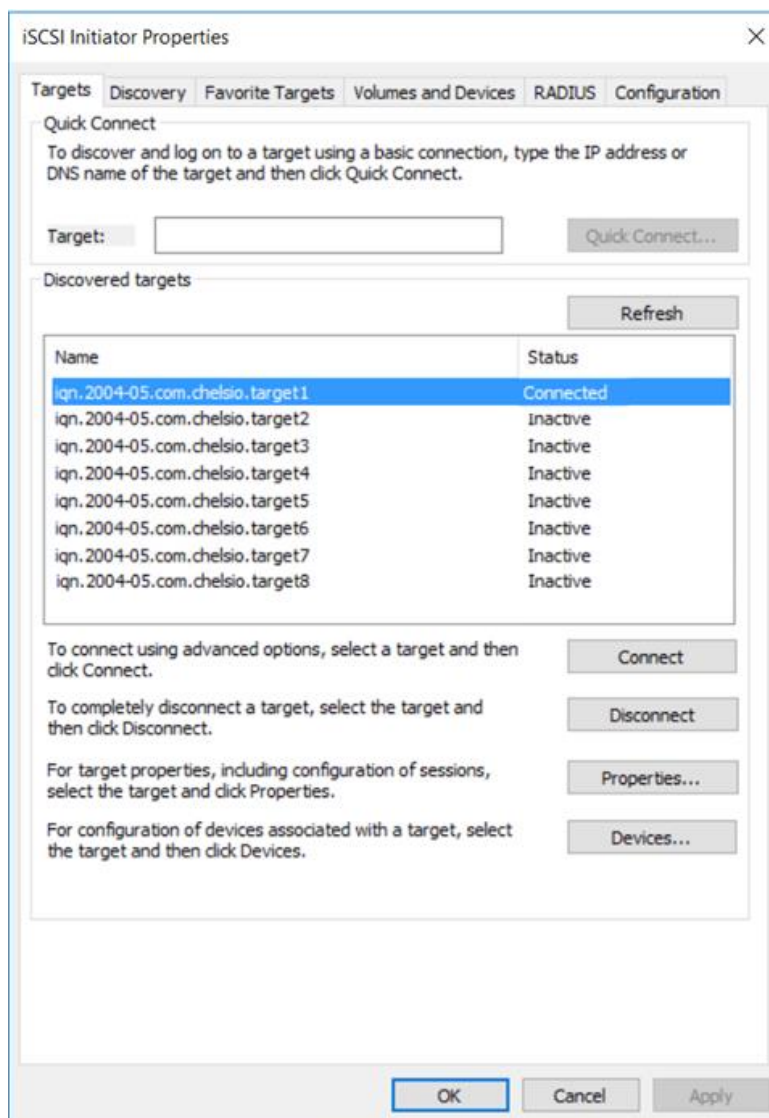 iSCSI Initiator Properties
Targets Discovery Favorite Targets Volumes and Devices RADIUS Configuration
Quick Connect
To discover and log on to a target using a basic connection, type the IP address or
DNS name of the target and then click Quick Connect.
Target: Quick Connect...
Discovered targets
Refresh
Name Status
iqn.2004-05.com.chelsio.target1 Connected
iqn.2004-05.com.chelsio.target2 Inactive
iqn.2004-05.com.chelsio.target3 Inactive
iqn.2004-05.com.chelsio.target4 Inactive
iqn.2004-05.com.chelsio.target5 Inactive
iqn.2004-05.com.chelsio.target6 Inactive
iqn.2004-05.com.chelsio.target7 Inactive
iqn.2004-05.com.chelsio.target8 Inactive
To connect using advanced options, select a target and then
click Connect.
Connect
To completely disconnect a target, select the target and
then click Disconnect.
Disconnect
For target properties, including configuration of sessions,
select the target and click Properties.
Properties...
For configuration of devices associated with a target, select
the target and then click Devices.
Devices...
OK Cancel Apply